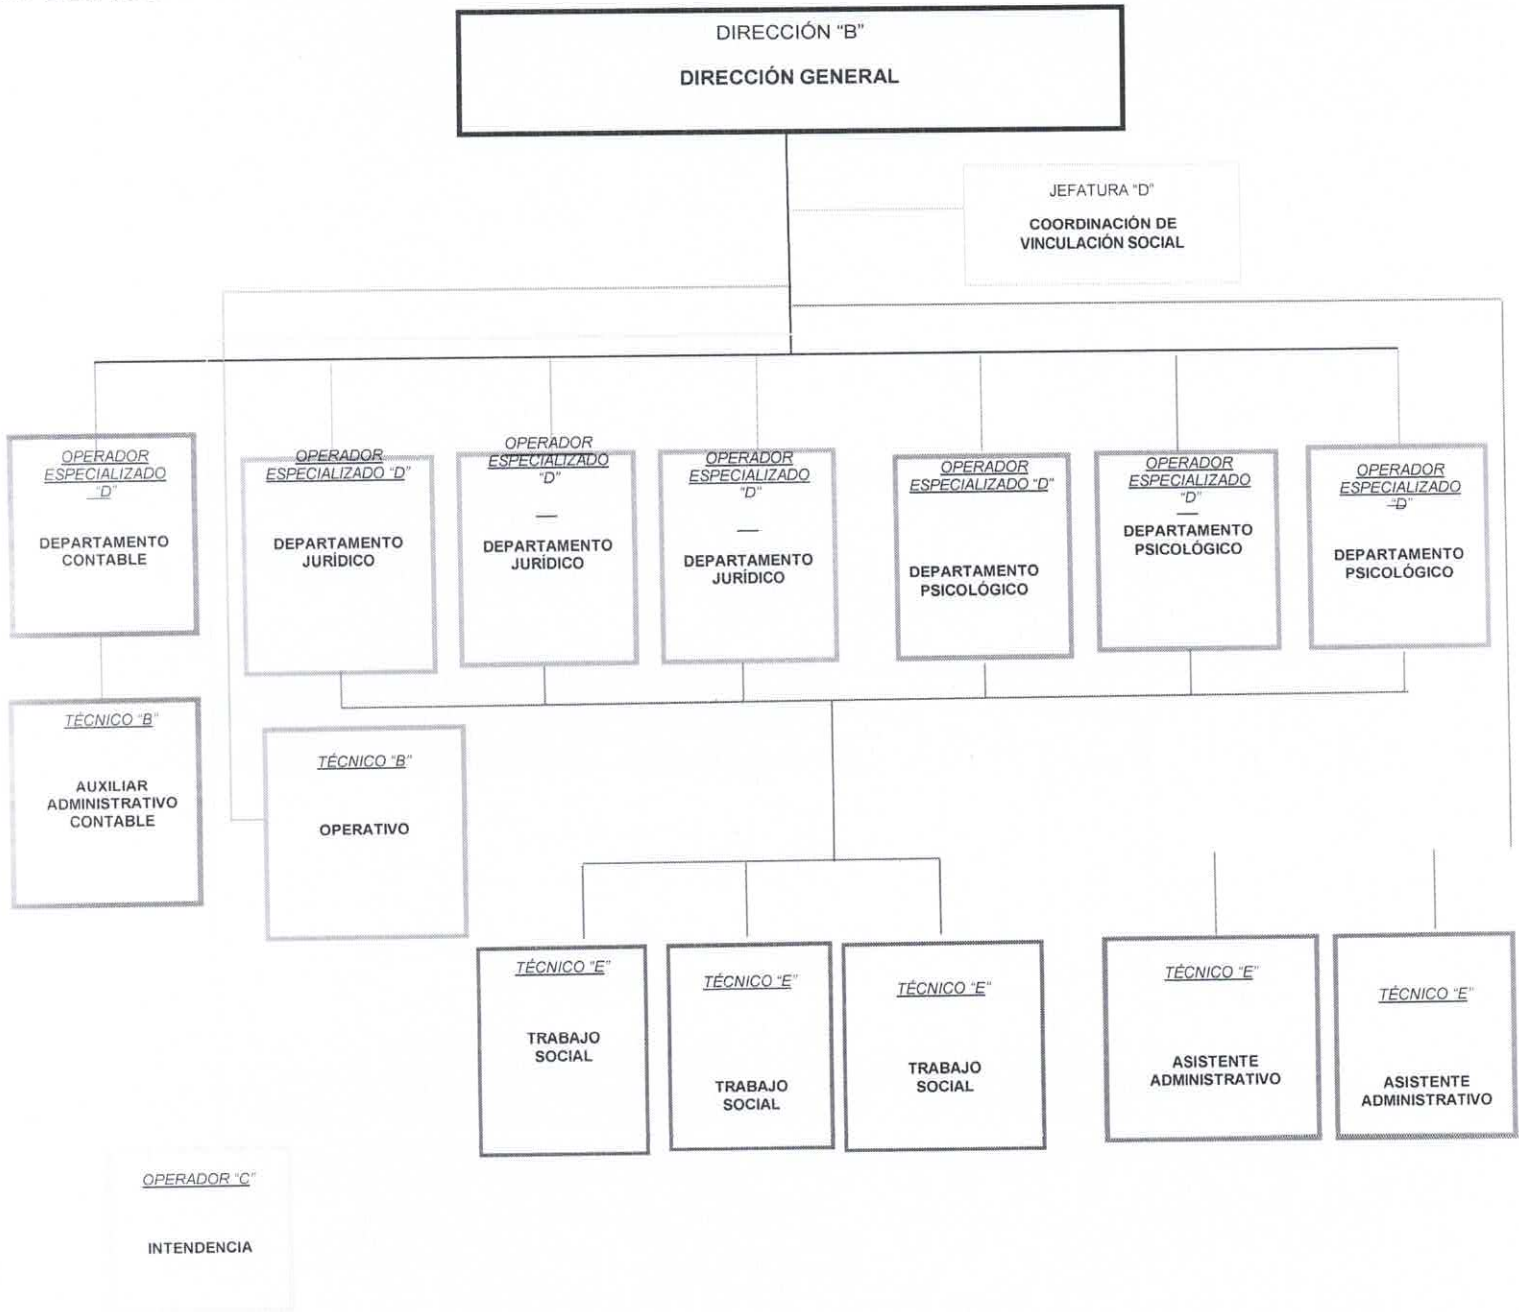 DIRECCIÓN “B”
DIRECCIÓN GENERAL
JEFATURA “D”
COORDINACIÓN DE
VINCULACIÓN SOCIAL
OPERADOR
ESPECIALIZADO
“D”
DEPARTAMENTO
CONTABLE
OPERADOR
ESPECIALIZADO “D”
DEPARTAMENTO
JURÍDICO
OPERADOR
ESPECIALIZADO
“D”
DEPARTAMENTO
JURÍDICO
OPERADOR
ESPECIALIZADO
“D”
DEPARTAMENTO
JURÍDICO
OPERADOR
ESPECIALIZADO “D”
DEPARTAMENTO
PSICOLÓGICO
OPERADOR
ESPECIALIZADO
“D”
DEPARTAMENTO
PSICOLÓGICO
OPERADOR
ESPECIALIZADO
“D”
DEPARTAMENTO
PSICOLÓGICO
TÉCNICO “B”
AUXILIAR
ADMINISTRATIVO
CONTABLE
TÉCNICO “B”
OPERATIVO
TÉCNICO “E”
TRABAJO
SOCIAL
TÉCNICO “E”
TRABAJO
SOCIAL
TÉCNICO “E”
TRABAJO
SOCIAL
TÉCNICO “E”
ASISTENTE
ADMINISTRATIVO
TÉCNICO “E”
ASISTENTE
ADMINISTRATIVO
OPERADOR “C”
INTENDENCIA